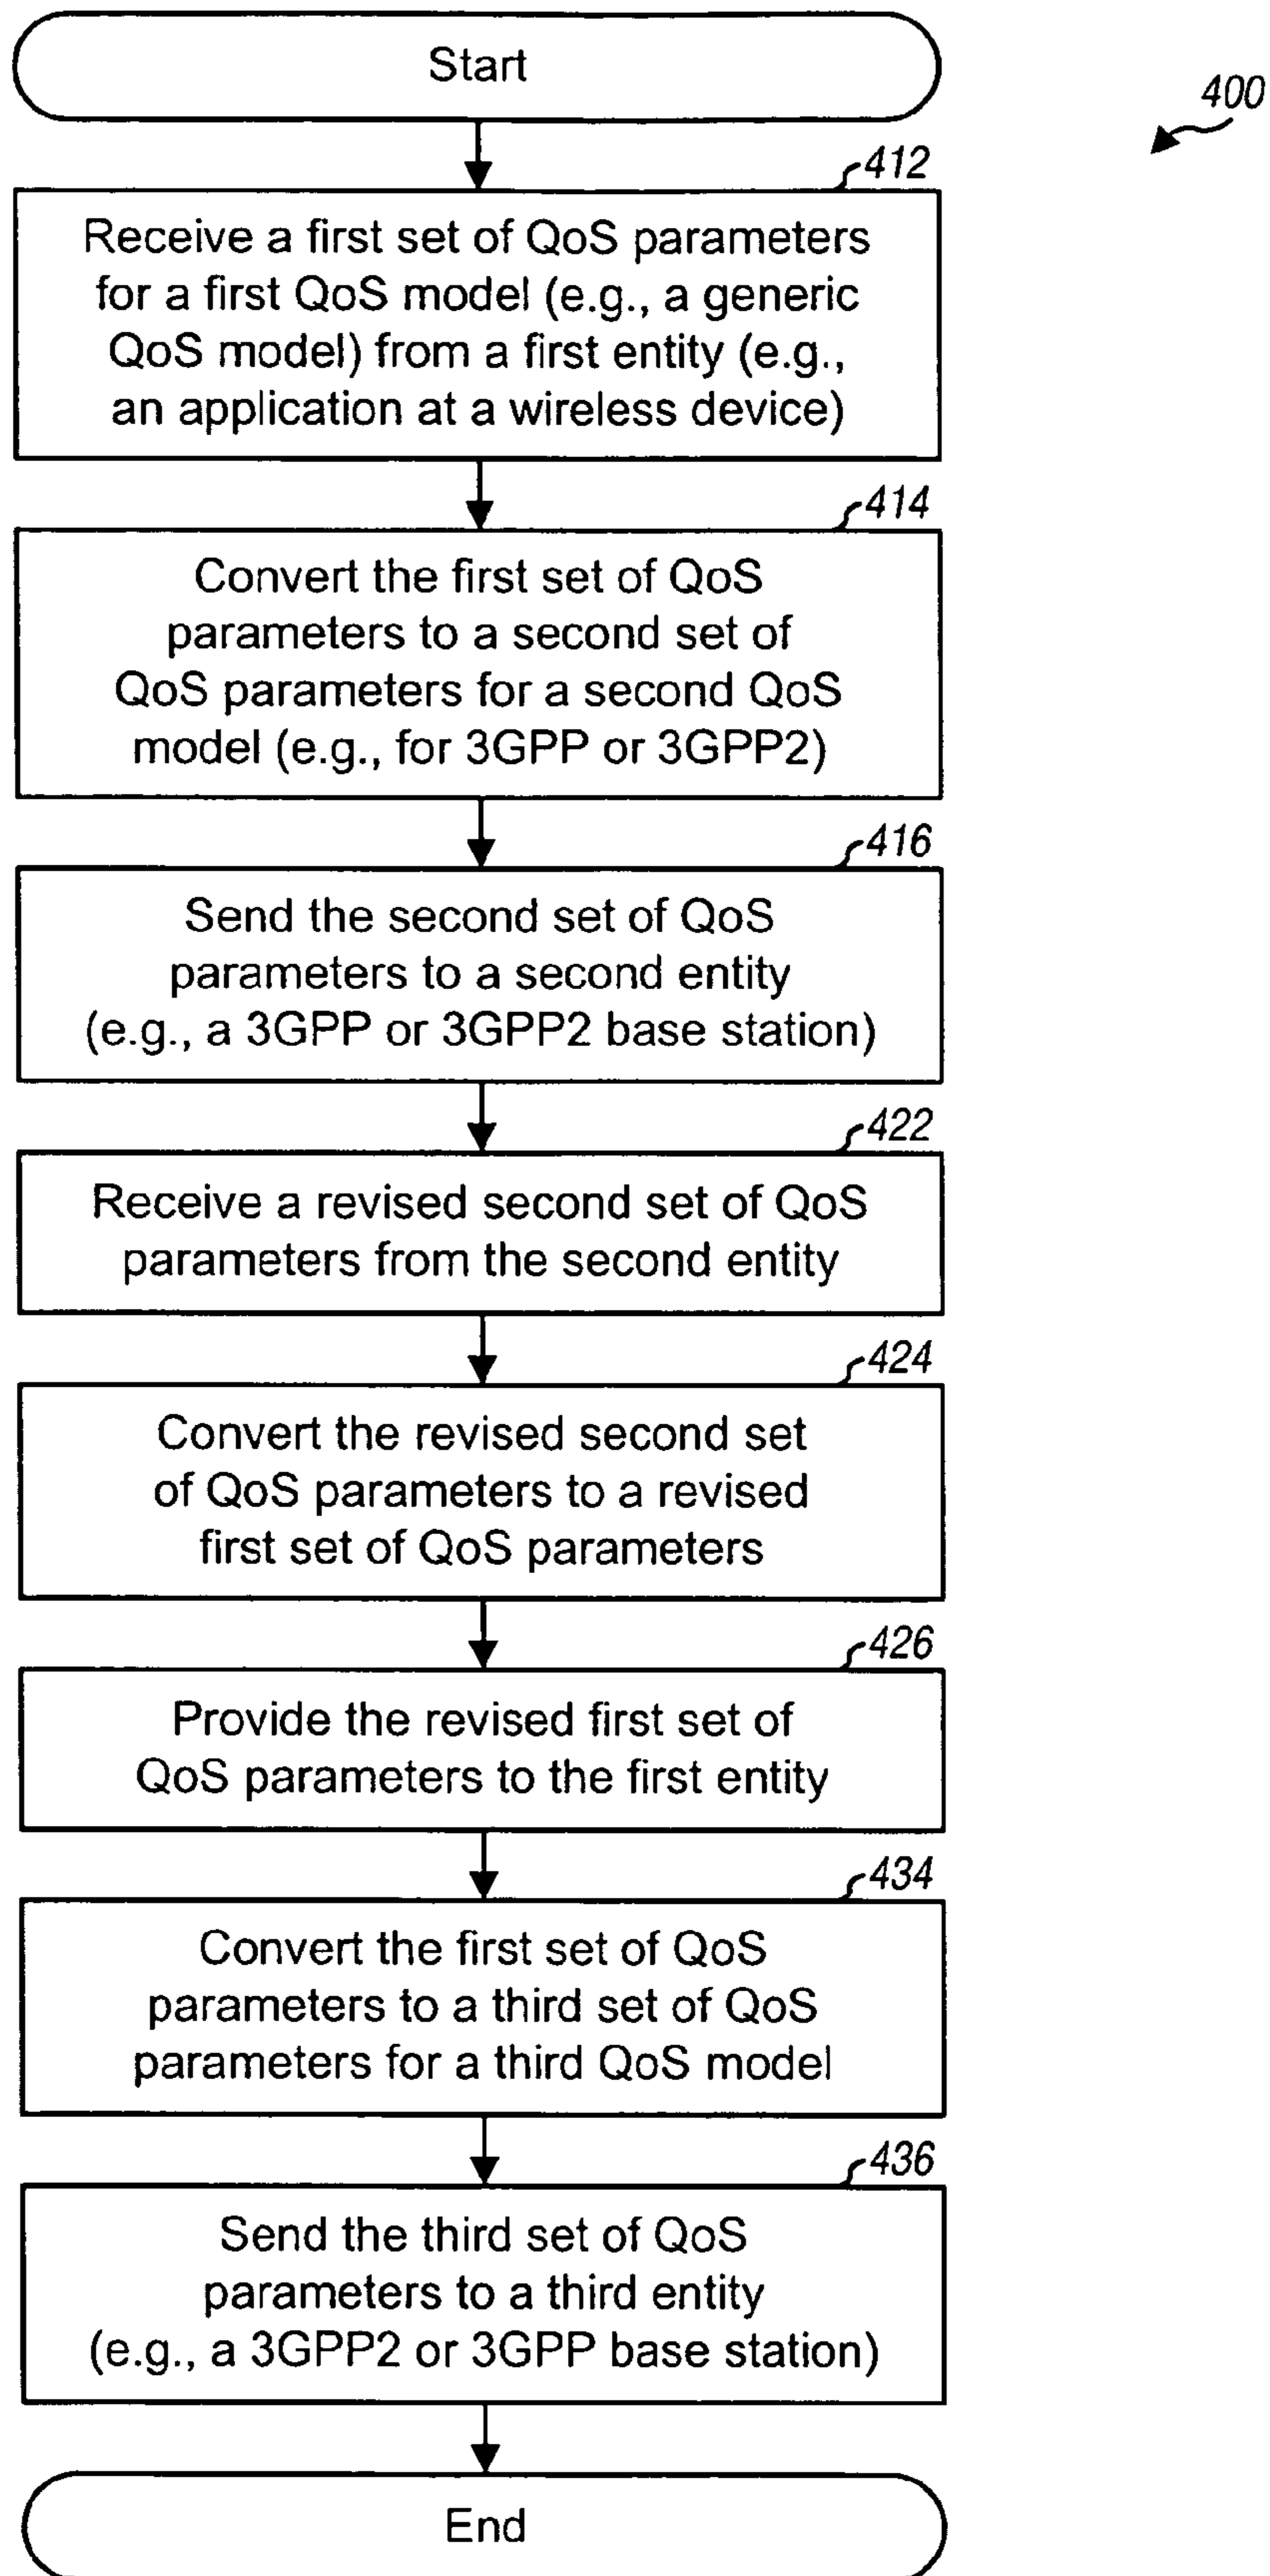 Start
400
412
Receive a first set of QoS parameters
for a first QoS model (e.g., a generic
QoS model) from a first entity (e.g.,
an application at a wireless device)
414
Convert the first set of QoS
parameters to a second set of
QoS parameters for a second QoS
model (e.g., for 3GPP or 3GPP2)
416
Send the second set of QoS
parameters to a second entity
(e.g., a 3GPP or 3GPP2 base station)
422
Receive a revised second set of QoS
parameters from the second entity
424
Convert the revised second set
of QoS parameters to a revised
first set of QoS parameters
426
Provide the revised first set of
QoS parameters to the first entity
434
Convert the first set of QoS
parameters to a third set of QoS
parameters for a third QoS model
436
Send the third set of QoS
parameters to a third entity
(e.g., a 3GPP2 or 3GPP base station)
End